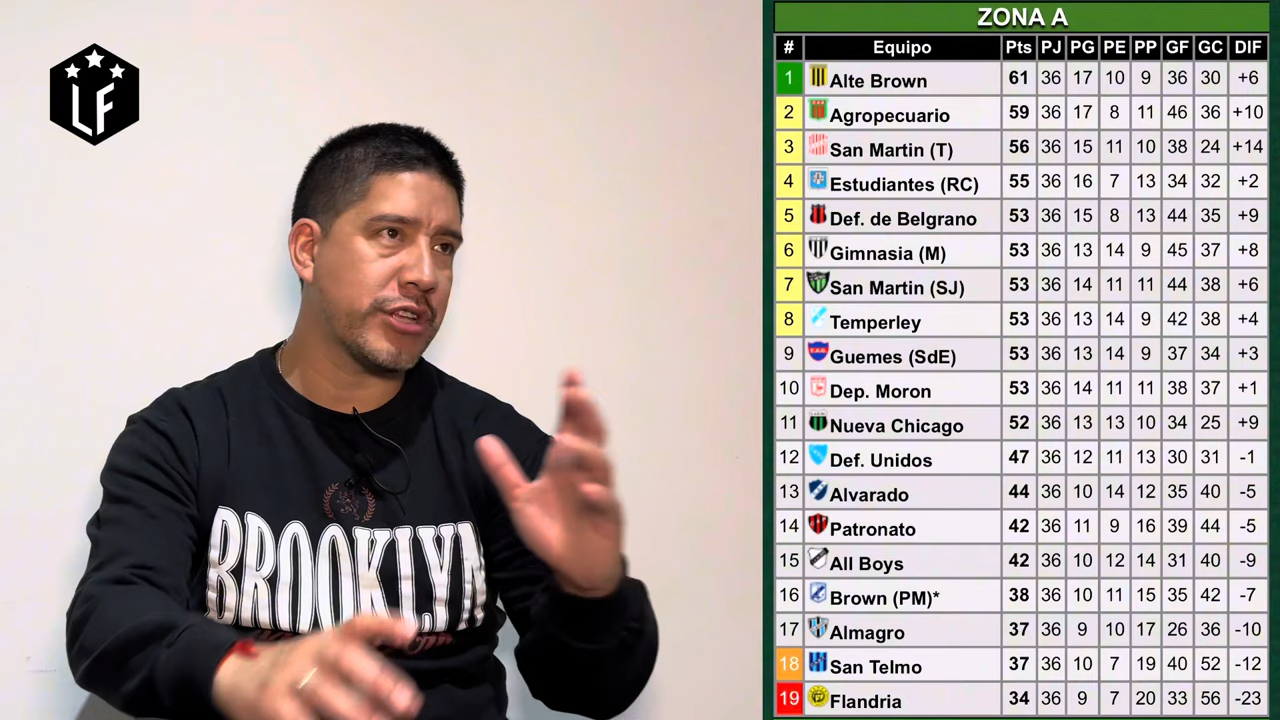 LF
BROOKLYN
ZONA A
# Equipo Pts PJ PG PE PP GF GC DIF
1 Alte Brown 61 36 17 10 9 36 30 +6
2 Agropecuario 59 36 17 8 11 46 36 +10
3 San Martin (T) 56 36 15 11 10 38 24 +14
4 Estudiantes (RC) 55 36 16 7 13 34 32 +2
5 Def. de Belgrano 53 36 15 8 13 44 35 +9
6 Gimnasia (M) 53 36 13 14 9 45 37 +8
7 San Martin (SJ) 53 36 14 11 11 44 38 +6
8 Temperley 53 36 13 14 9 42 38 +4
9 Guemes (SdE) 53 36 13 14 9 37 34 +3
10 Dep. Moron 53 36 14 11 11 38 37 +1
11 Nueva Chicago 52 36 13 13 10 34 25 +9
12 Def. Unidos 47 36 12 11 13 30 31 -1
13 Alvarado 44 36 10 14 12 35 40 -5
14 Patronato 42 36 11 9 16 39 44 -5
15 All Boys 42 36 10 12 14 31 40 -9
16 Brown (PM)* 38 36 10 11 15 35 42 -7
17 Almagro 37 36 9 10 17 26 36 -10
18 San Telmo 37 36 10 7 19 40 52 -12
19 Flandria 34 36 9 7 20 33 56 -23